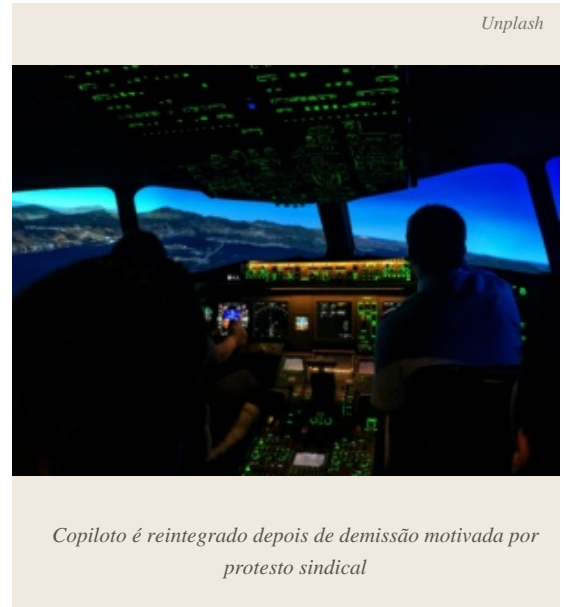 Unplash
Copiloto é reintegrado depois de demissão motivada por
protesto sindical